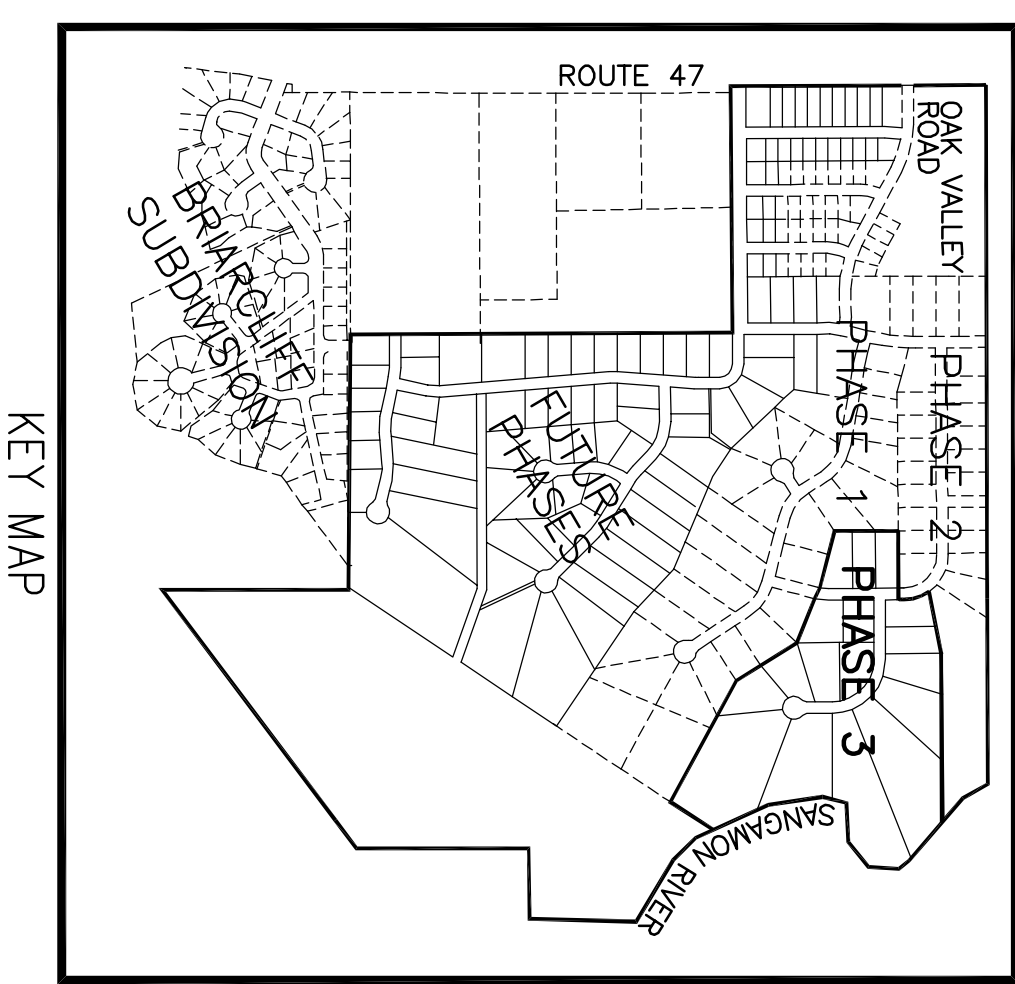 KEY MAP
ROUTE 47
OAK VALLEY
ROAD
BRIARCLIFF
SUBDIVISION
PHASE 1
PHASE 2
FUTURE
PHASES
PHASE 3
SANGAMON RIVER